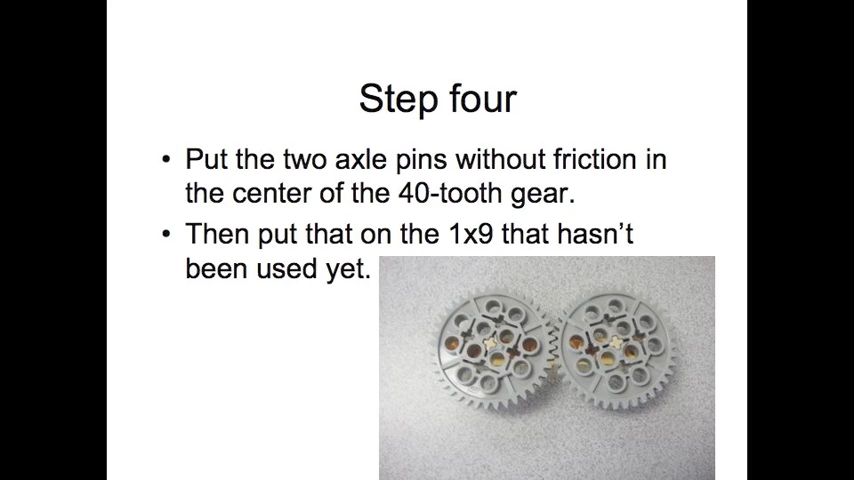 Step four
• Put the two axle pins without friction in
the center of the 40-tooth gear.
• Then put that on the 1x9 that hasn’t
been used yet.